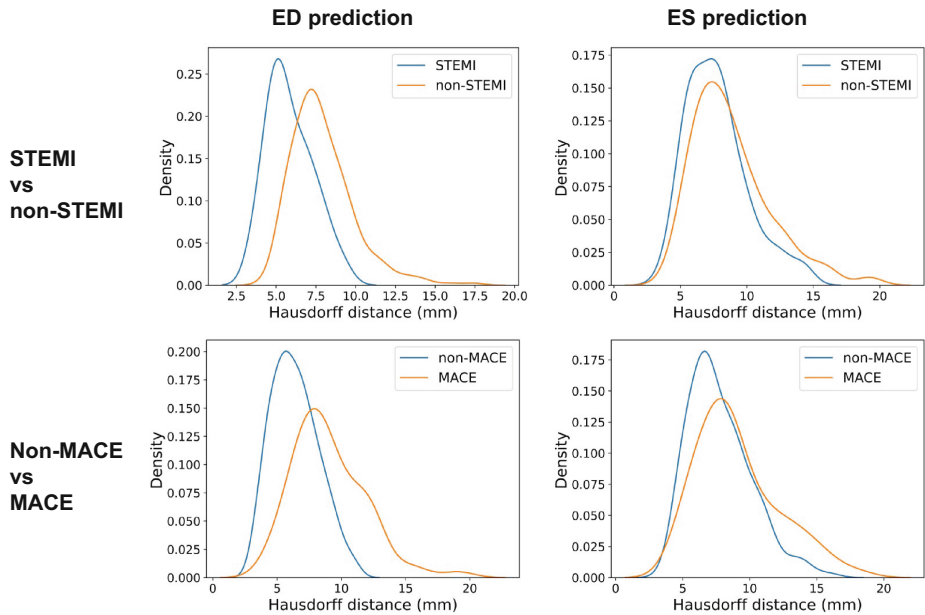 ED prediction
ES prediction
STEMI
vs
non-STEMI
Density
0.25
0.20
0.15
0.10
0.05
0.00
2.5 5.0 7.5 10.0 12.5 15.0 17.5 20.0
Hausdorff distance (mm)
STEMI
non-STEMI
Density
0.175
0.150
0.125
0.100
0.075
0.050
0.025
0.000
0 5 10 15 20
Hausdorff distance (mm)
STEMI
non-STEMI
Non-MACE
vs
MACE
Density
0.200
0.175
0.150
0.125
0.100
0.075
0.050
0.025
0.000
0 5 10 15 20
Hausdorff distance (mm)
non-MACE
MACE
Density
0.175
0.150
0.125
0.100
0.075
0.050
0.025
0.000
0 5 10 15 20
Hausdorff distance (mm)
non-MACE
MACE